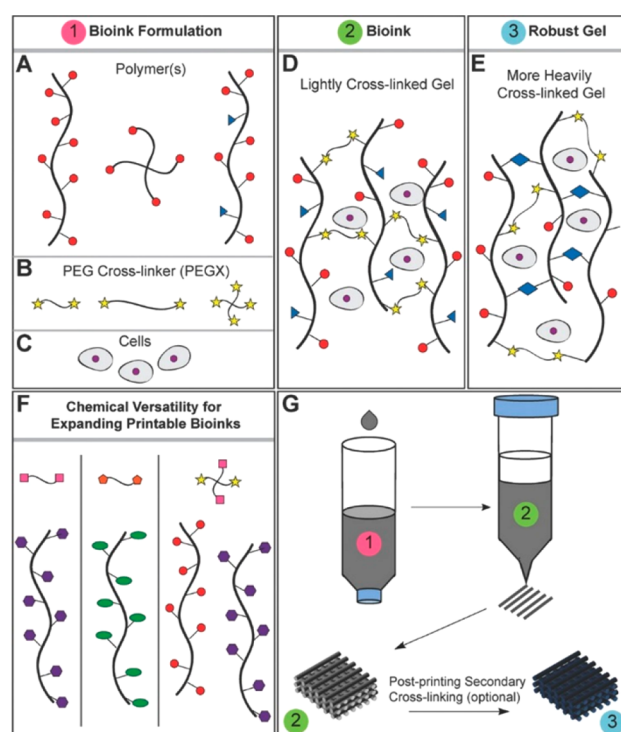 1 Bioink Formulation
A
Polymer(s)
B
PEG Cross-linker (PEGX)
C
Cells
2 Bioink
D
Lightly Cross-linked Gel
3 Robust Gel
E
More Heavily
Cross-linked Gel
F
Chemical Versatility for
Expanding Printable Bioinks
G
1
2
2
Post-printing Secondary
Cross-linking (optional)
3